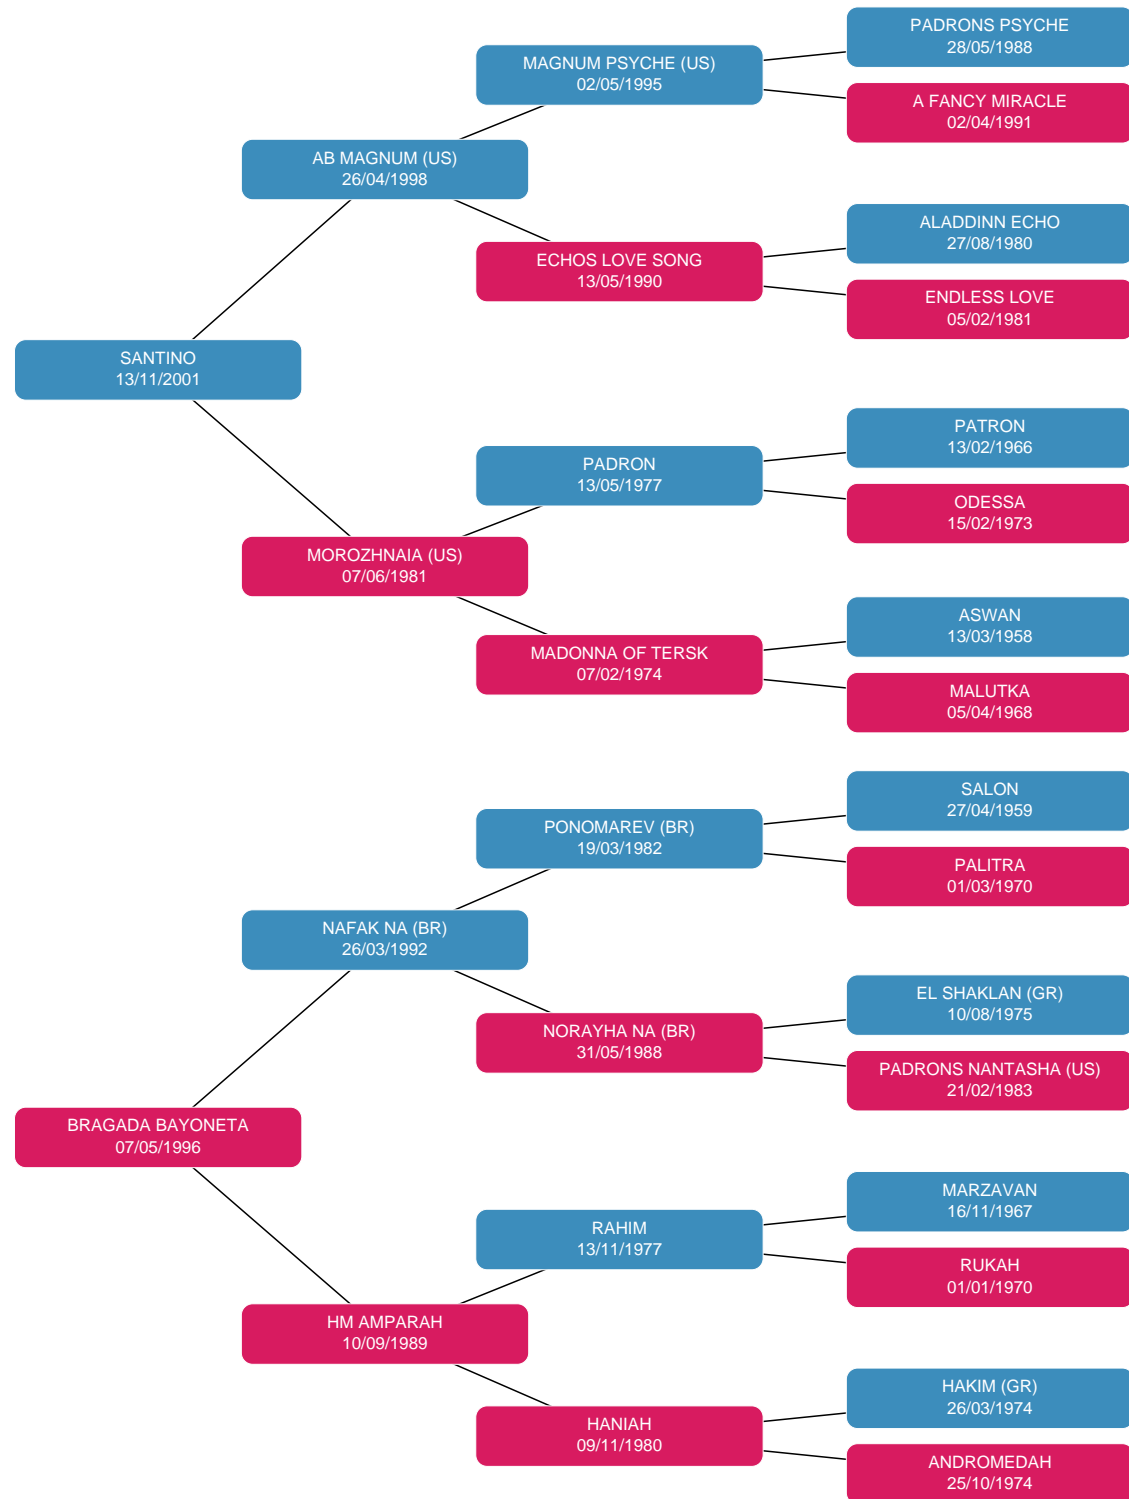 PADRONS PSYCHE
28/05/1988
MAGNUM PSYCHE (US)
02/05/1995
A FANCY MIRACLE
02/04/1991
AB MAGNUM (US)
26/04/1998
ALADDINN ECHO
27/08/1980
ECHOS LOVE SONG
13/05/1990
ENDLESS LOVE
05/02/1981
SANTINO
13/11/2001
PATRON
13/02/1966
PADRON
13/05/1977
ODESSA
15/02/1973
MOROZHNAIA (US)
07/06/1981
ASWAN
13/03/1958
MADONNA OF TERSK
07/02/1974
MALUTKA
05/04/1968
SALON
27/04/1959
PONOMAREV (BR)
19/03/1982
PALITRA
01/03/1970
NAFAK NA (BR)
26/03/1992
EL SHAKLAN (GR)
10/08/1975
NORAYHA NA (BR)
31/05/1988
PADRONS NANTASHA (US)
21/02/1983
BRAGADA BAYONETA
07/05/1996
MARZAVAN
16/11/1967
RAHIM
13/11/1977
RUKAH
01/01/1970
HM AMPARAH
10/09/1989
HAKIM (GR)
26/03/1974
HANIAH
09/11/1980
ANDROMEDAH
25/10/1974